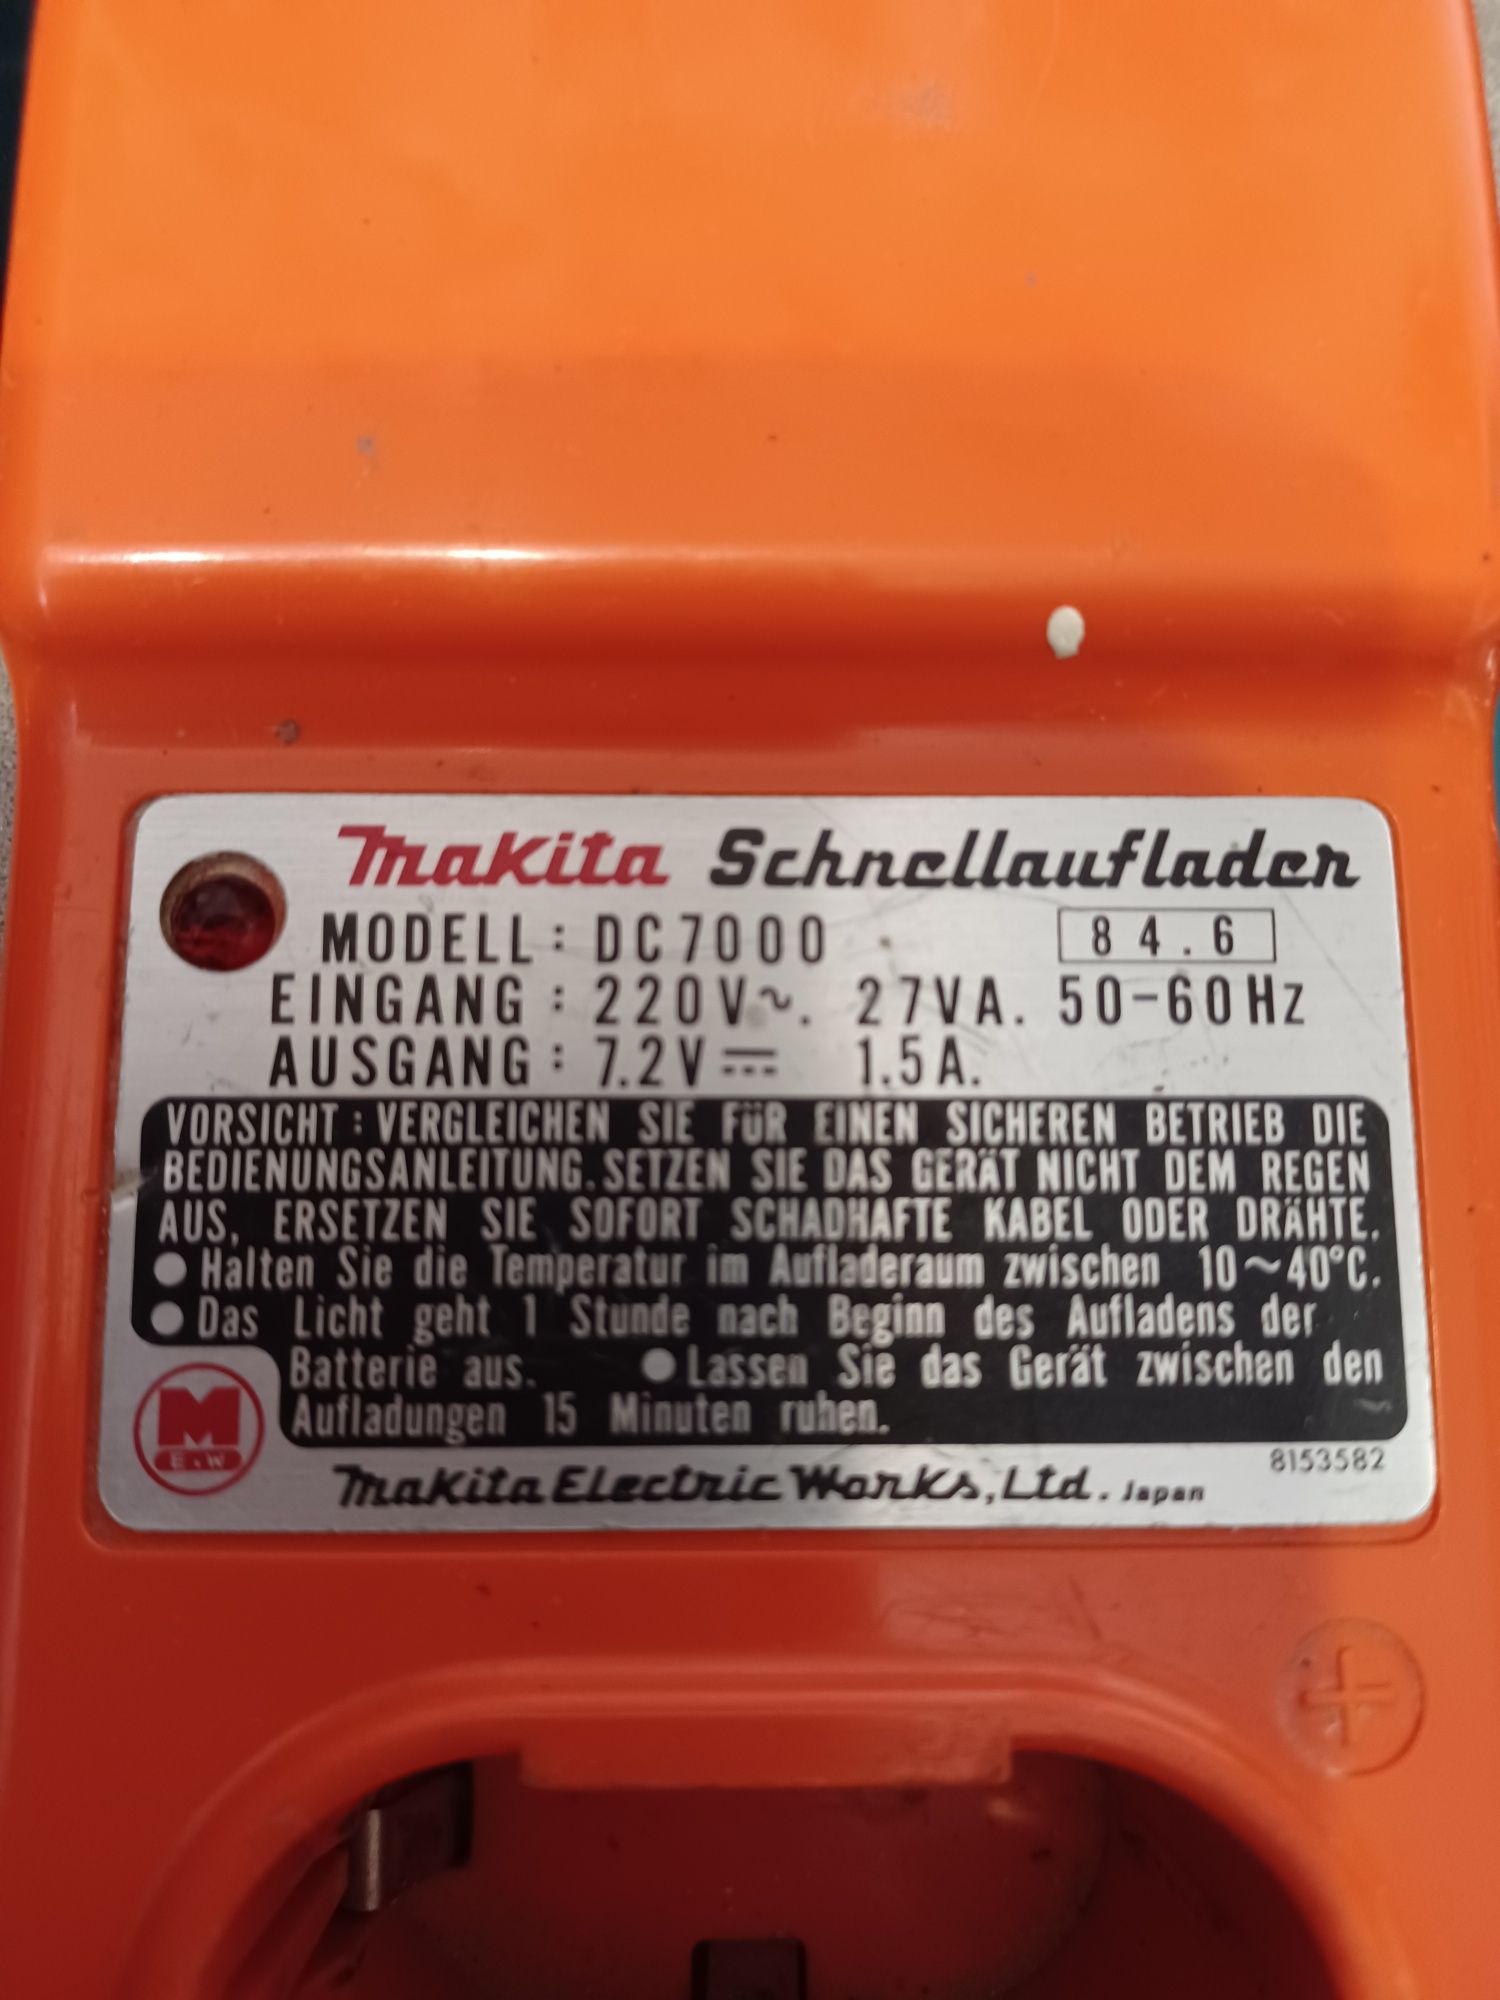 Makita Schnellauflader
MODELL : DC7000 84.6
EINGANG : 220V~. 27VA. 50-60Hz
AUSGANG : 7.2V⎓ 1.5A.
VORSICHT : VERGLEICHEN SIE FÜR EINEN SICHEREN BETRIEB DIE
BEDIENUNGSANLEITUNG. SETZEN SIE DAS GERÄT NICHT DEM REGEN
AUS, ERSETZEN SIE SOFORT SCHADHAFTE KABEL ODER DRÄHTE.
● Halten Sie die Temperatur im Aufladeraum zwischen 10~40°C.
● Das Licht geht 1 Stunde nach Beginn des Aufladens der
Batterie aus. ● Lassen Sie das Gerät zwischen den
Aufladungen 15 Minuten ruhen.
M
E.W
8153582
Makita Electric Works, Ltd. Japan
+